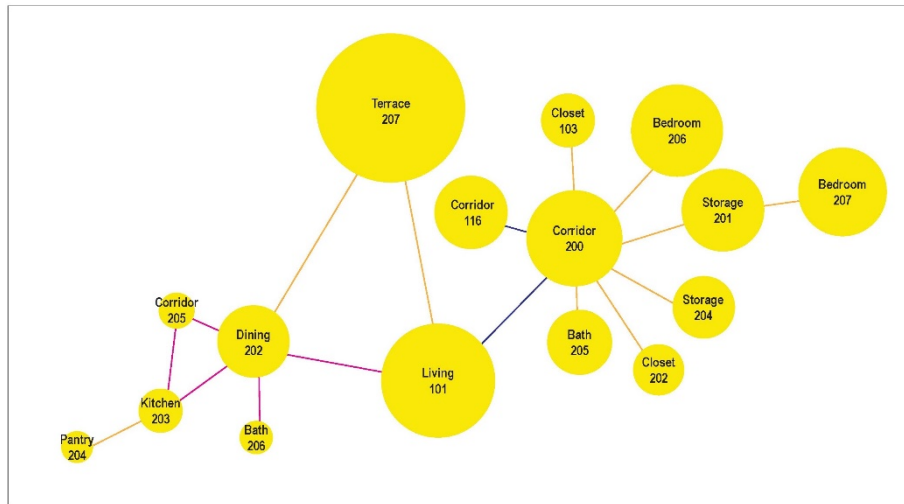 Terrace
207
Closet
103
Bedroom
206
Corridor
116
Storage
201
Bedroom
207
Corridor
200
Corridor
205
Storage
204
Dining
202
Bath
205
Closet
202
Living
101
Kitchen
203
Pantry
204
Bath
206